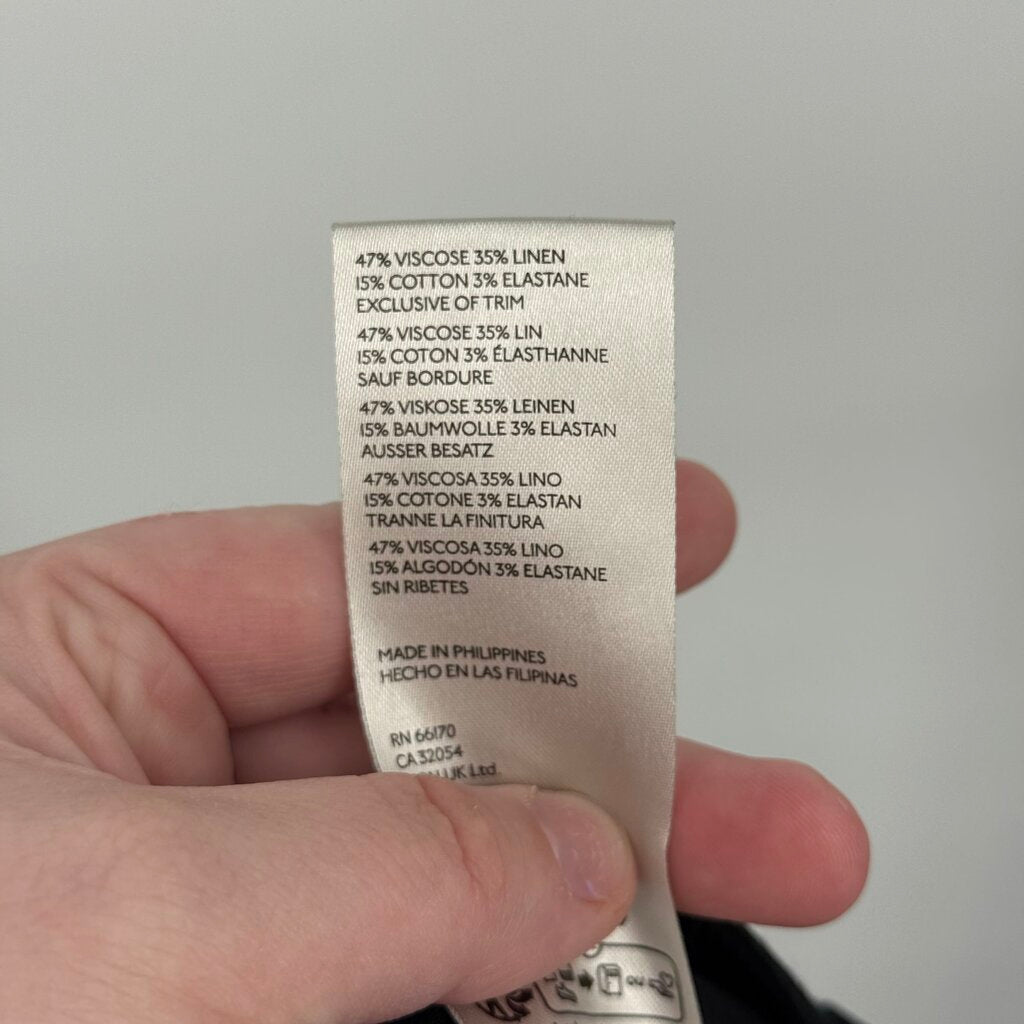 47% VISCOSE 35% LINEN
15% COTTON 3% ELASTANE
EXCLUSIVE OF TRIM
47% VISCOSE 35% LIN
15% COTON 3% ÉLASTHANNE
SAUF BORDURE
47% VISKOSE 35% LEINEN
15% BAUMWOLLE 3% ELASTAN
AUSSER BESATZ
47% VISCOSA 35% LINO
15% COTONE 3% ELASTAN
TRANNE LA FINITURA
47% VISCOSA 35% LINO
15% ALGODÓN 3% ELASTANE
SIN RIBETES
MADE IN PHILIPPINES
HECHO EN LAS FILIPINAS
RN 66170
CA 32054
UK Ltd.